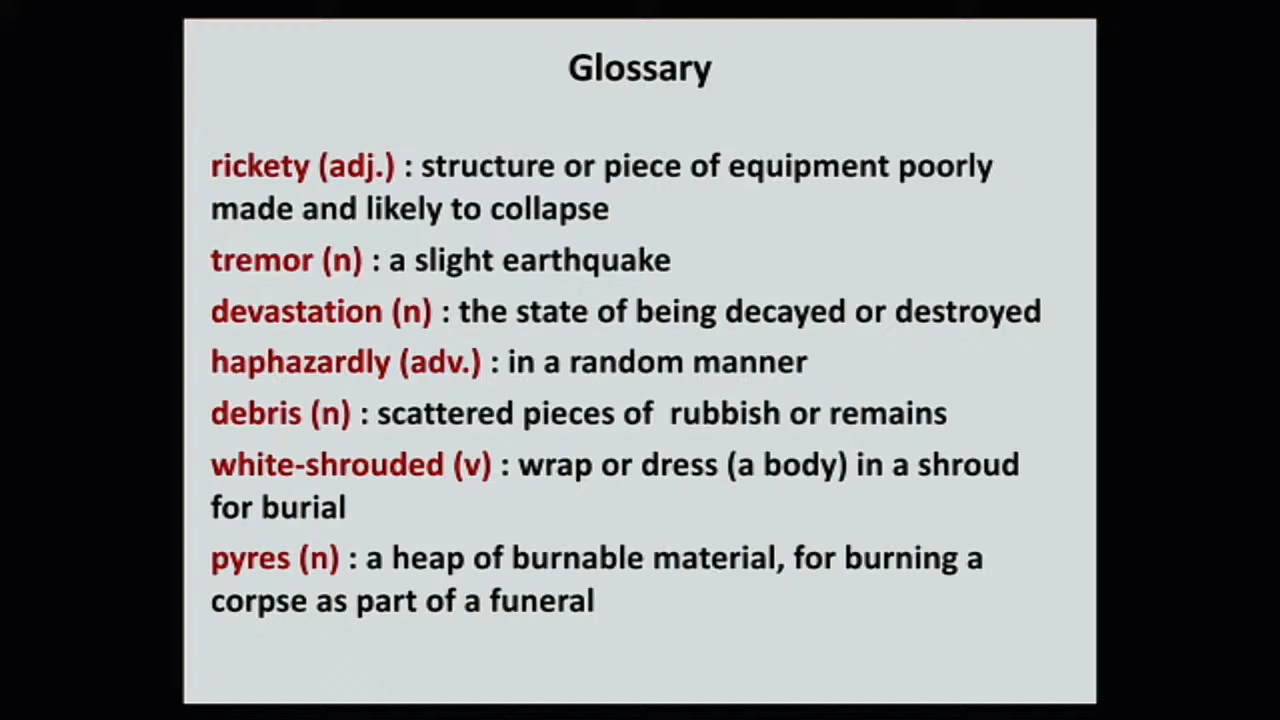 Glossary
rickety (adj.) : structure or piece of equipment poorly
made and likely to collapse
tremor (n) : a slight earthquake
devastation (n) : the state of being decayed or destroyed
haphazardly (adv.) : in a random manner
debris (n) : scattered pieces of  rubbish or remains
white-shrouded (v) : wrap or dress (a body) in a shroud
for burial
pyres (n) : a heap of burnable material, for burning a
corpse as part of a funeral